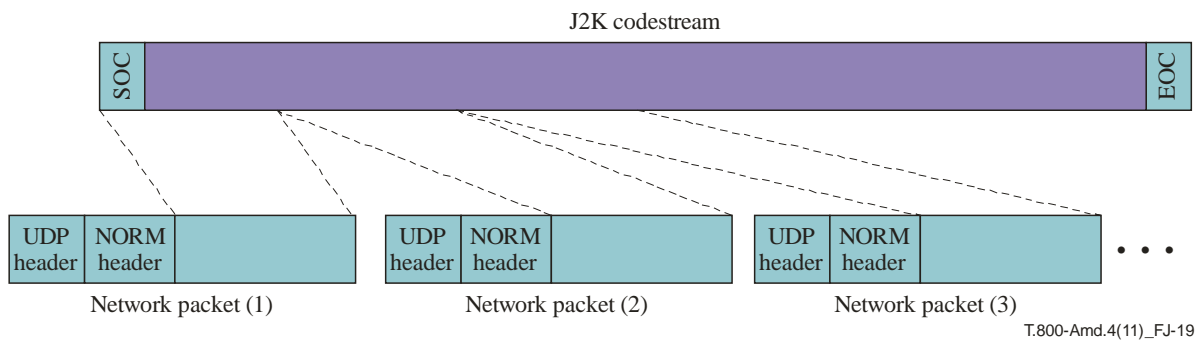 J2K codestream
SOC
EOC
UDP header
NORM header
UDP header
NORM header
UDP header
NORM header
• • •
Network packet (1)
Network packet (2)
Network packet (3)
T.800-Amd.4(11)_FJ-19